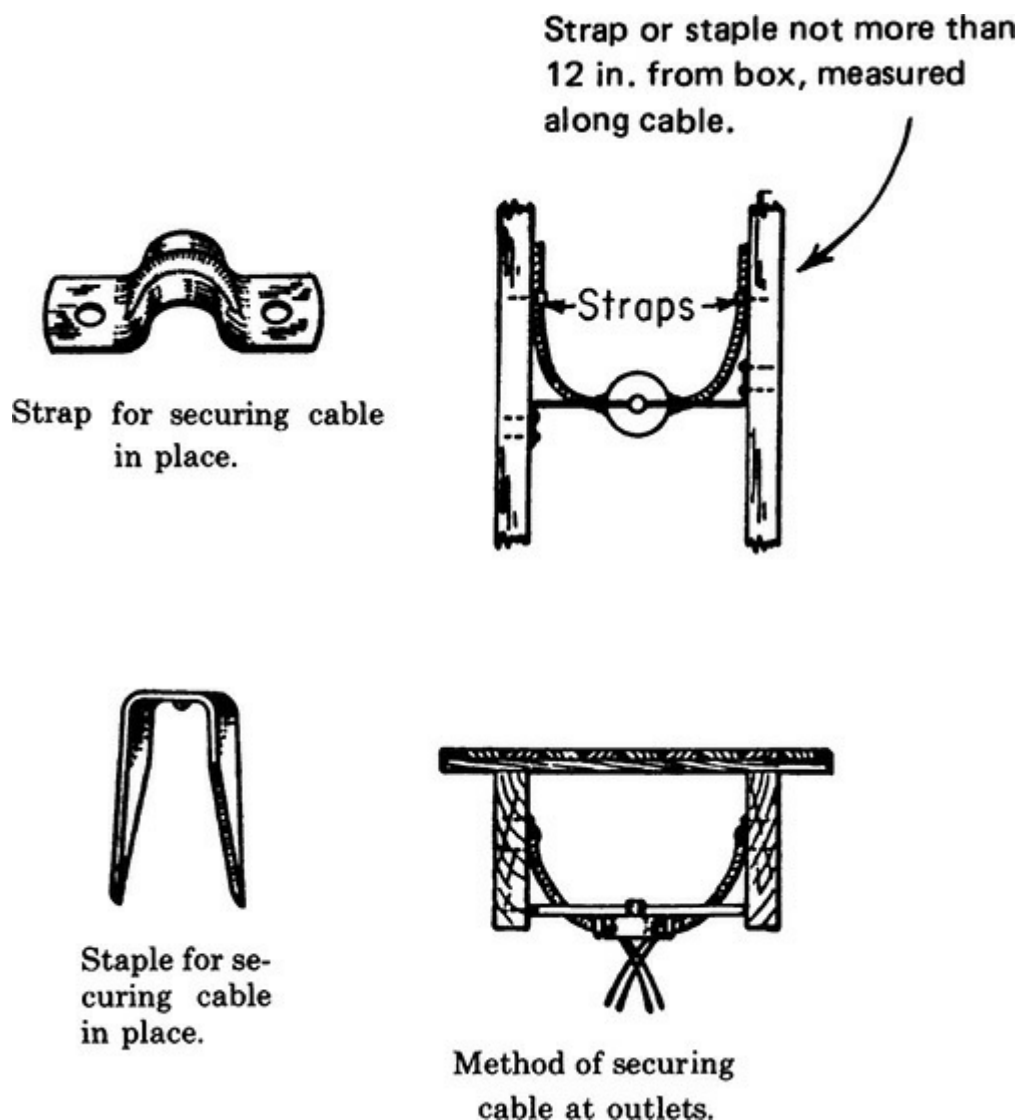 Strap or staple not more than
12 in. from box, measured
along cable.
Straps
Strap for securing cable
in place.
Staple for se-
curing cable
in place.
Method of securing
cable at outlets.